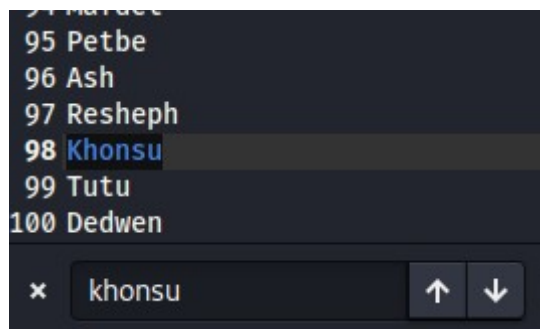 95 Petbe
96 Ash
97 Resheph
98 Khonsu
99 Tutu
100 Dedwen
× khonsu ↑ ↓